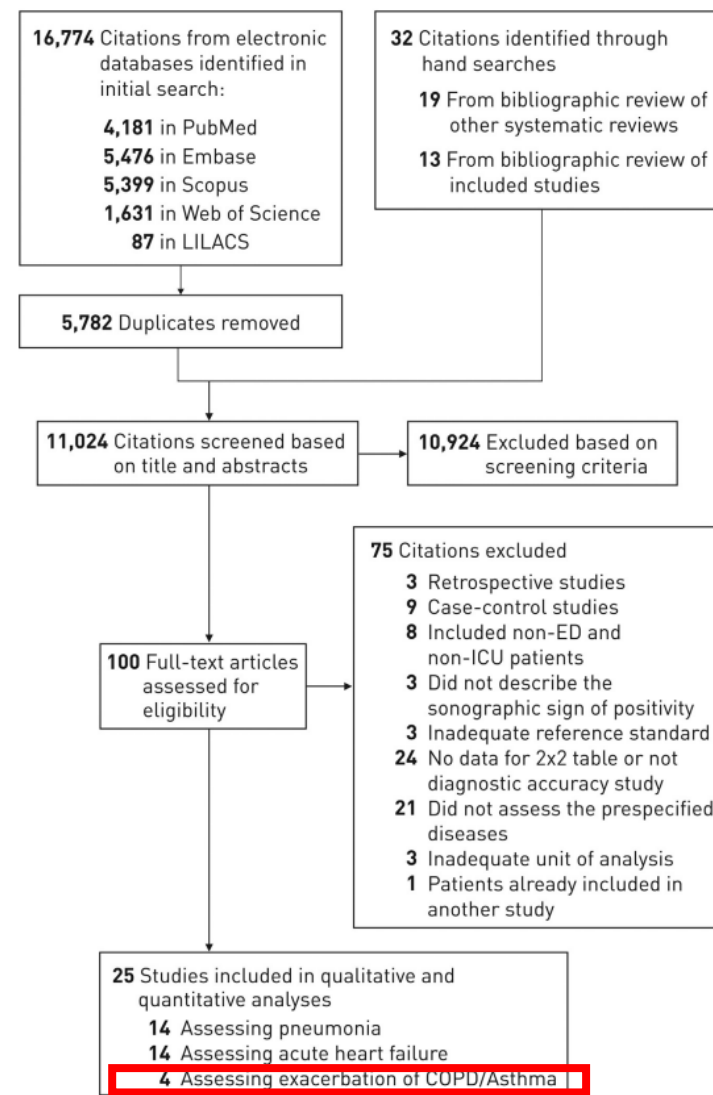 16,774 Citations from electronic
databases identified in
initial search:
4,181 in PubMed
5,476 in Embase
5,399 in Scopus
1,631 in Web of Science
87 in LILACS
32 Citations identified through
hand searches
19 From bibliographic review of
other systematic reviews
13 From bibliographic review of
included studies
5,782 Duplicates removed
11,024 Citations screened based
on title and abstracts
10,924 Excluded based on
screening criteria
75 Citations excluded
3 Retrospective studies
9 Case-control studies
8 Included non-ED and
non-ICU patients
3 Did not describe the
sonographic sign of positivity
3 Inadequate reference standard
24 No data for 2x2 table or not
diagnostic accuracy study
21 Did not assess the prespecified
diseases
3 Inadequate unit of analysis
1 Patients already included in
another study
100 Full-text articles
assessed for
eligibility
25 Studies included in qualitative and
quantitative analyses
14 Assessing pneumonia
14 Assessing acute heart failure
4 Assessing exacerbation of COPD/Asthma